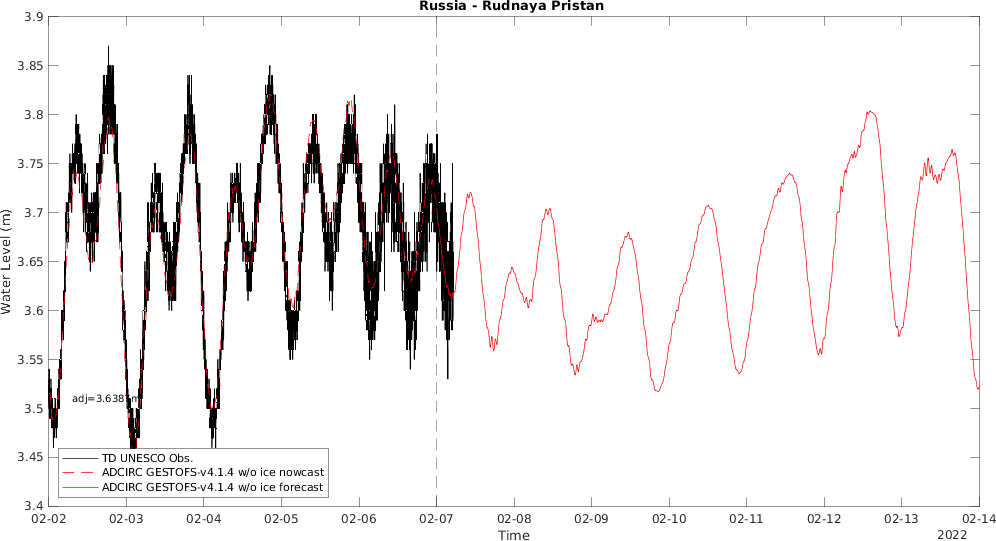 Russia - Rudnaya Pristan
3.9
3.85
3.8
3.75
3.7
3.65
3.6
3.55
3.5
3.45
3.4
Water Level (m)
adj=3.6387m
TD UNESCO Obs.
ADCIRC GESTOFS-v4.1.4 w/o ice nowcast
ADCIRC GESTOFS-v4.1.4 w/o ice forecast
02-02 02-03 02-04 02-05 02-06 02-07 02-08 02-09 02-10 02-11 02-12 02-13 02-14
Time
2022